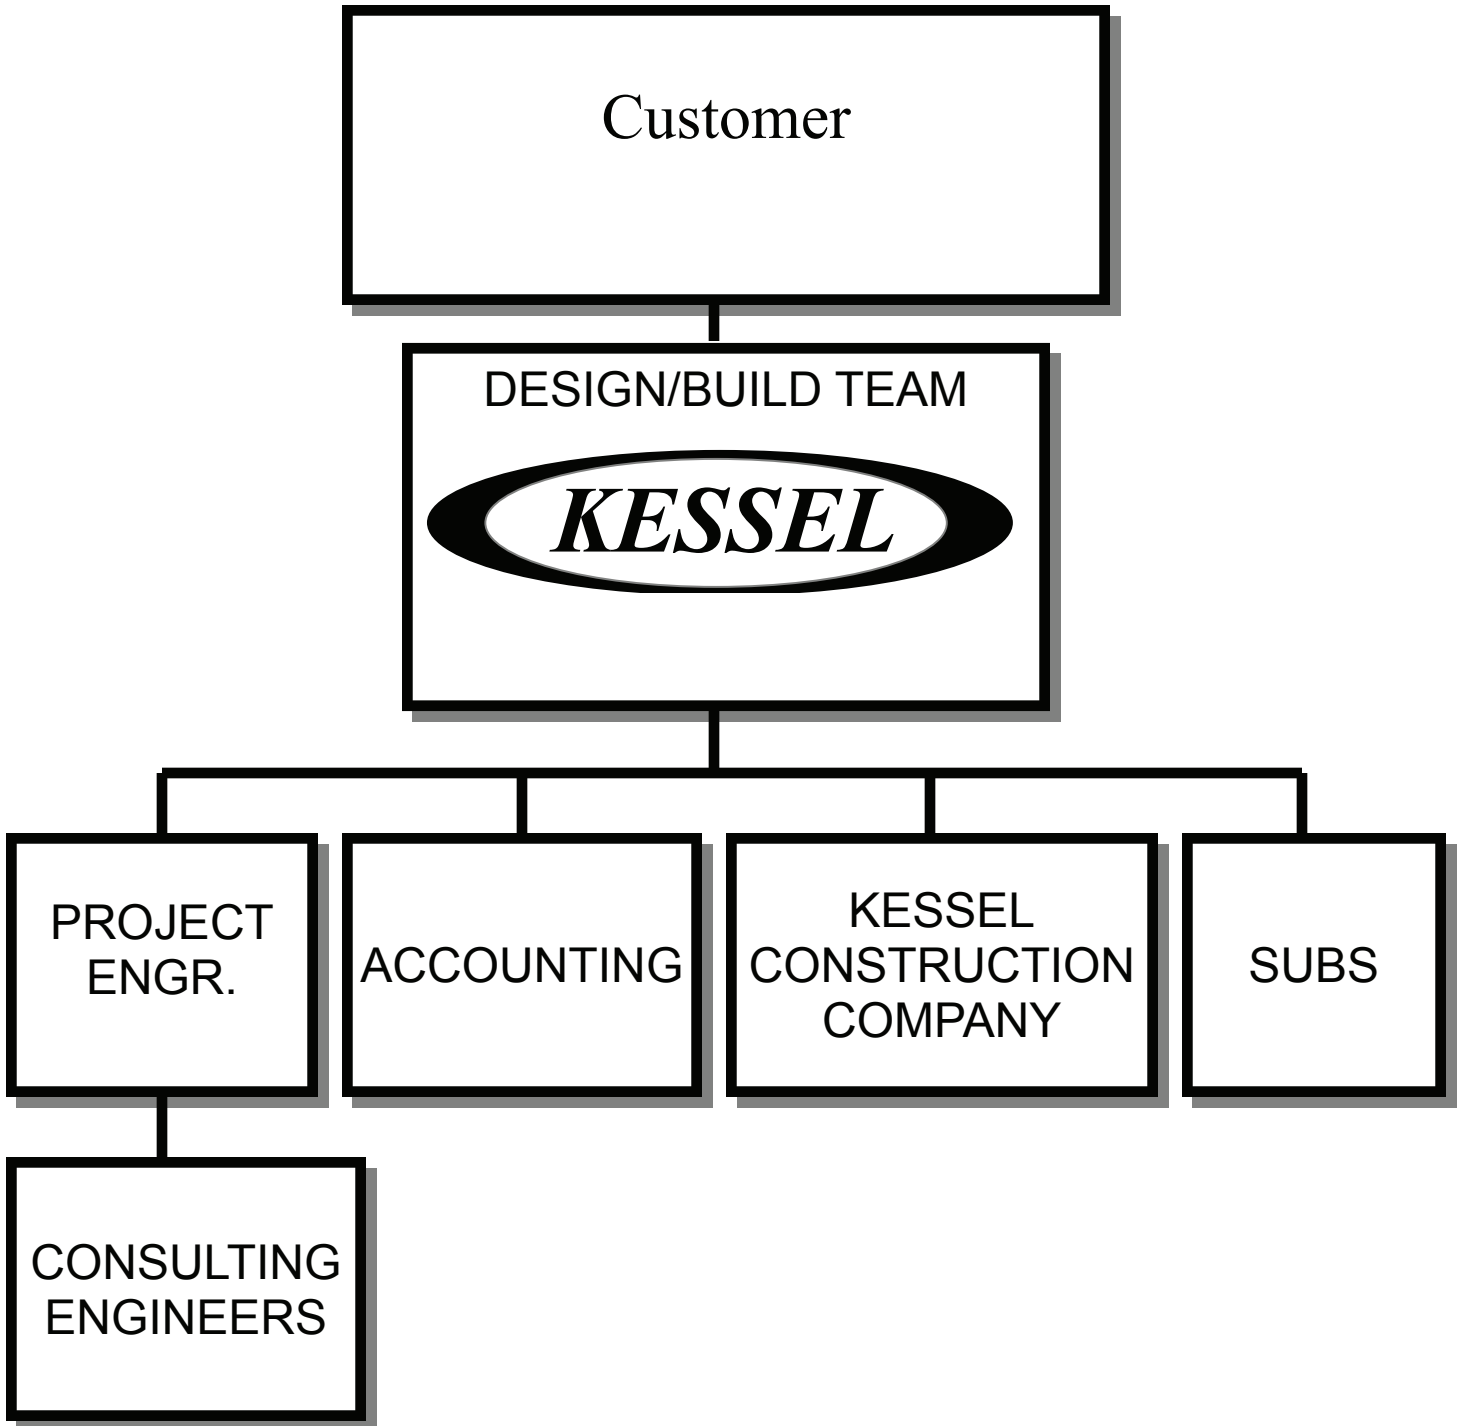 Customer
DESIGN/BUILD TEAM
KESSEL
PROJECT
ENGR.
ACCOUNTING
KESSEL
CONSTRUCTION
COMPANY
SUBS
CONSULTING
ENGINEERS